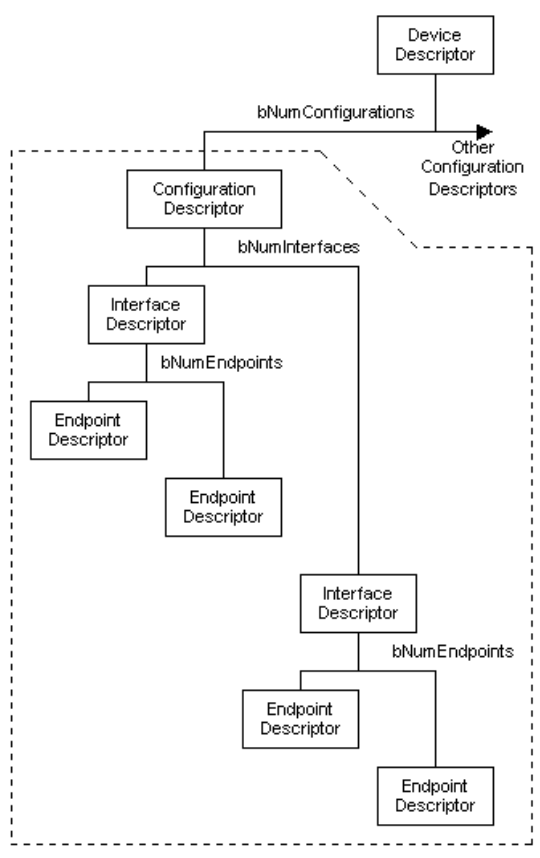 Device
Descriptor
bNumConfigurations
Other
Configuration
Descriptors
Configuration
Descriptor
bNumInterfaces
Interface
Descriptor
bNumEndpoints
Endpoint
Descriptor
Endpoint
Descriptor
Interface
Descriptor
bNumEndpoints
Endpoint
Descriptor
Endpoint
Descriptor